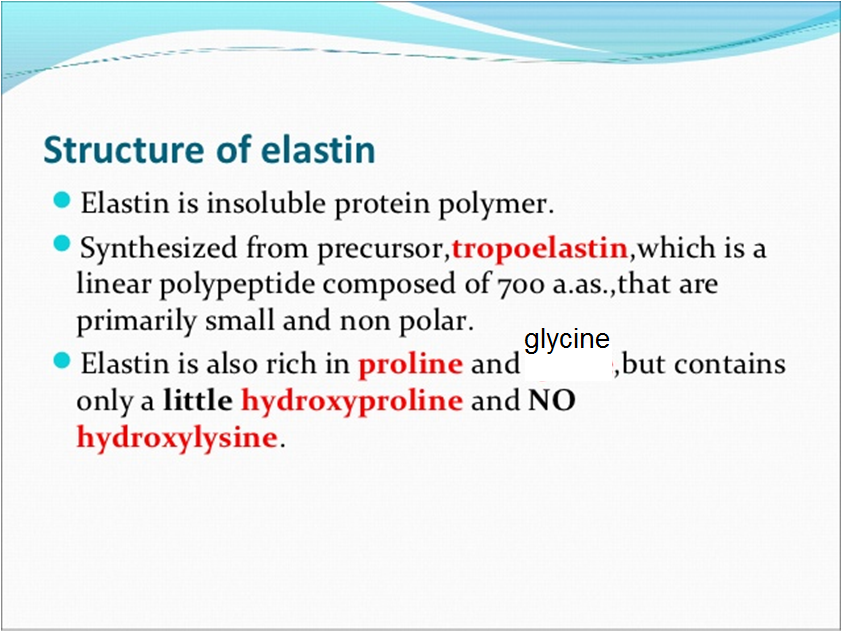 Structure of elastin
Elastin is insoluble protein polymer.
Synthesized from precursor,tropoelastin,which is a
linear polypeptide composed of 700 a.as.,that are
primarily small and non polar.
glycine
Elastin is also rich in proline and ,but contains
only a little hydroxyproline and NO
hydroxylysine.